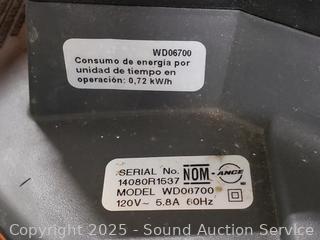 WD06700
Consumo de energía por
unidad de tiempo en
operación: 0,72 kW/h
SERIAL No. NOM-ANCE
14080R1537
MODEL WD06700
120V~ 5.8A 60Hz
Copyright © 2025 - Sound Auction Service